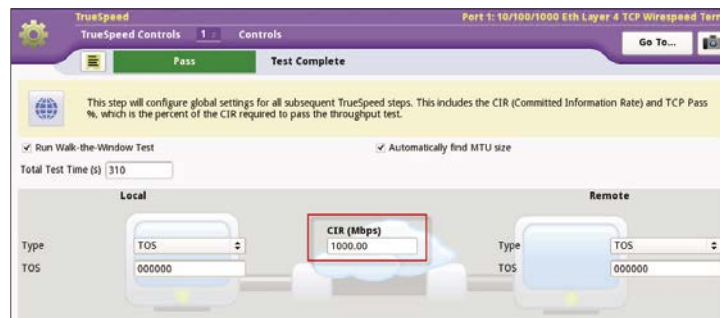 TrueSpeed
Port 1: 10/100/1000 Eth Layer 4 TCP Wirespeed
TrueSpeed Controls 1 Controls
Go To...
Pass Test Complete
This step will configure global settings for all subsequent TrueSpeed steps. This includes the CIR (Committed Information Rate) and TCP Pass
%, which is the percent of the CIR required to pass the throughput test.
Run Walk-the-Window Test Automatically find MTU size
Total Test Time (s) 310
Local Remote
CIR (Mbps)
Type TOS 1000.00 Type TOS
TOS 000000 TOS 000000